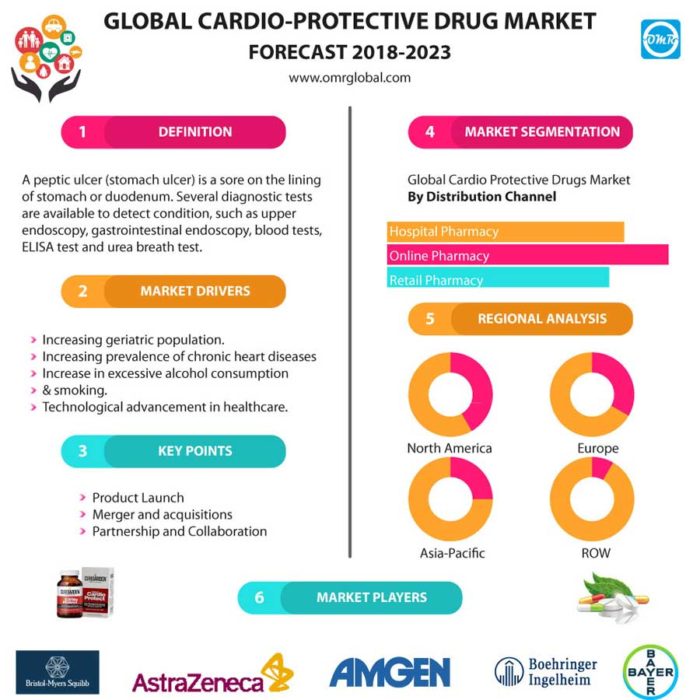 GLOBAL CARDIO-PROTECTIVE DRUG MARKET
FORECAST 2018-2023
www.omrglobal.com
OMR
1 DEFINITION
A peptic ulcer (stomach ulcer) is a sore on the lining
of stomach or duodenum. Several diagnostic tests
are available to detect condition, such as upper
endoscopy, gastrointestinal endoscopy, blood tests,
ELISA test and urea breath test.
2 MARKET DRIVERS
Increasing geriatric population.
Increasing prevalence of chronic heart diseases
Increase in excessive alcohol consumption
& smoking.
Technological advancement in healthcare.
3 KEY POINTS
Product Launch
Merger and acquisitions
Partnership and Collaboration
4 MARKET SEGMENTATION
Global Cardio Protective Drugs Market
By Distribution Channel
Hospital Pharmacy
Online Pharmacy
Retail Pharmacy
5 REGIONAL ANALYSIS
North America
Europe
Asia-Pacific
ROW
6 MARKET PLAYERS
Cardio
Protect
Bristol-Myers Squibb
AstraZeneca
AMGEN
Boehringer
Ingelheim
BAYER
BAYER